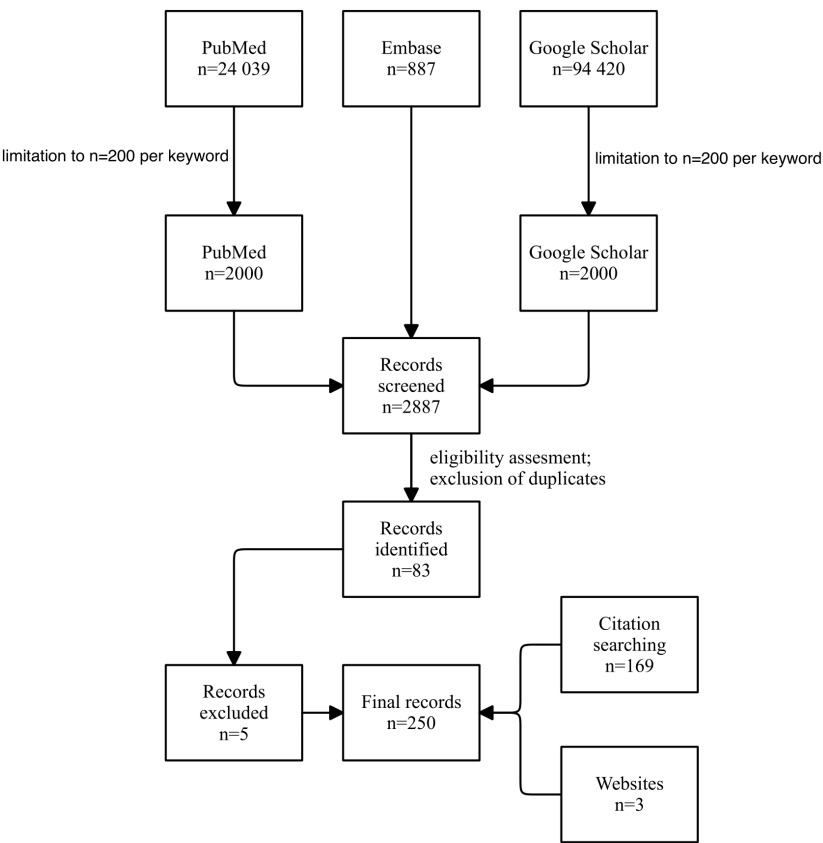 PubMed
n=24 039
Embase
n=887
Google Scholar
n=94 420
limitation to n=200 per keyword
limitation to n=200 per keyword
PubMed
n=2000
Google Scholar
n=2000
Records
screened
n=2887
eligibility assesment;
exclusion of duplicates
Records
identified
n=83
Citation
searching
n=169
Records
excluded
n=5
Final records
n=250
Websites
n=3